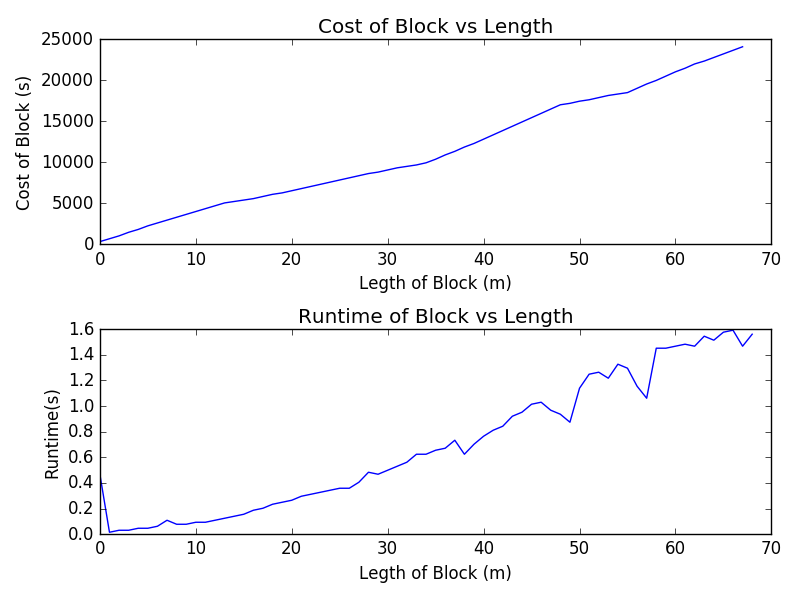 Cost of Block vs Length
25000
20000
15000
10000
5000
0
Cost of Block (s)
0 10 20 30 40 50 60 70
Legth of Block (m)
Runtime of Block vs Length
1.6
1.4
1.2
1.0
0.8
0.6
0.4
0.2
0.0
Runtime(s)
0 10 20 30 40 50 60 70
Legth of Block (m)